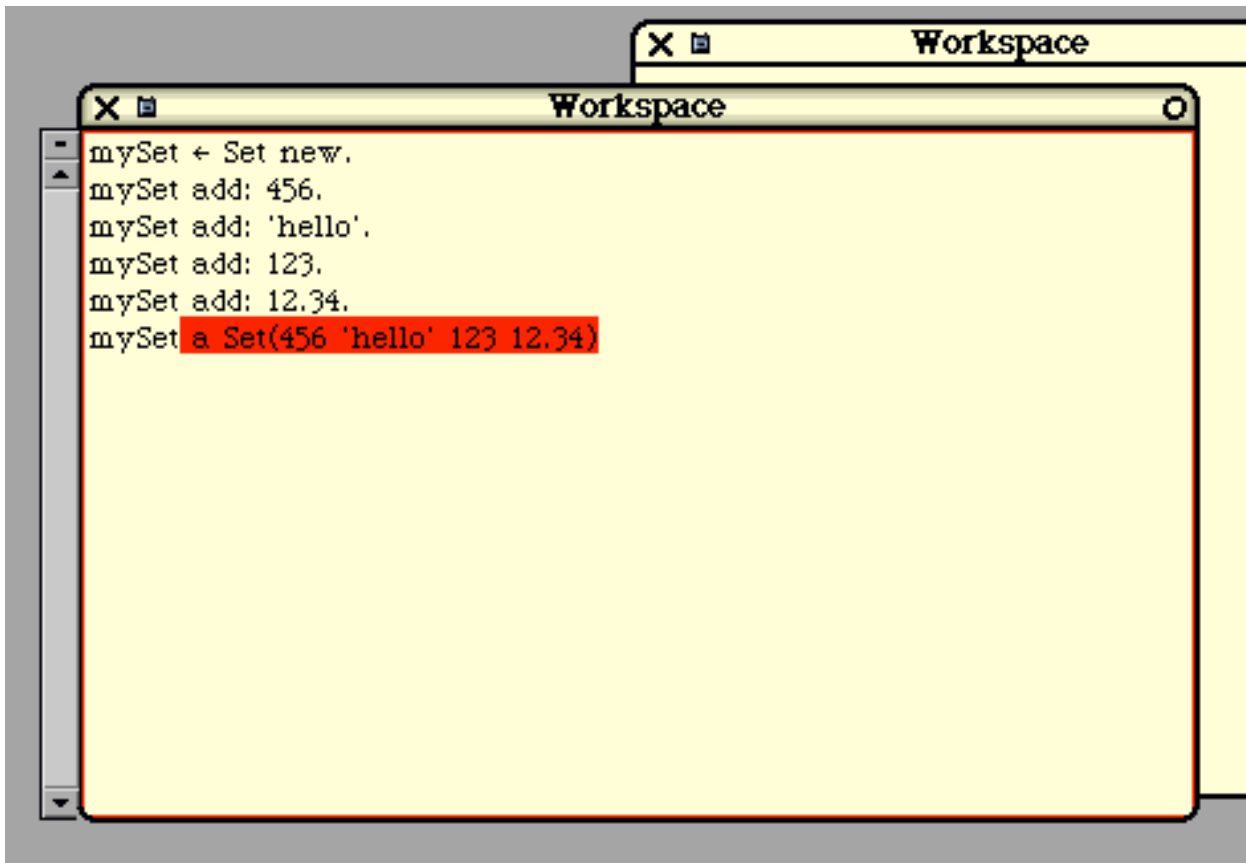 Workspace
Workspace
mySet ← Set new.
mySet add: 456.
mySet add: 'hello'.
mySet add: 123.
mySet add: 12.34.
mySet a Set(456 'hello' 123 12.34)